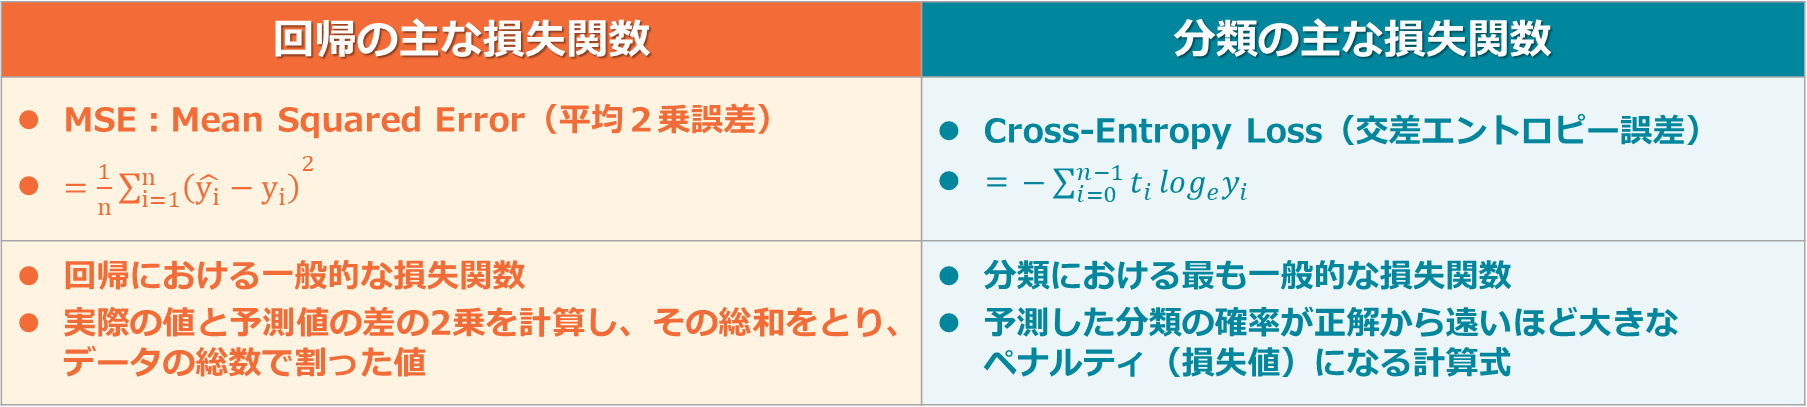 回帰の主な損失関数
分類の主な損失関数
● MSE：Mean Squared Error（平均２乗誤差）
● = 1/n ∑_{i=1}^{n} (ŷ_i − y_i)^2
● Cross-Entropy Loss（交差エントロピー誤差）
● = − ∑_{i=0}^{n−1} t_i log_e y_i
● 回帰における一般的な損失関数
● 実際の値と予測値の差の2乗を計算し、その総和をとり、
データの総数で割った値
● 分類における最も一般的な損失関数
● 予測した分類の確率が正解から遠いほど大きな
ペナルティ（損失値）になる計算式